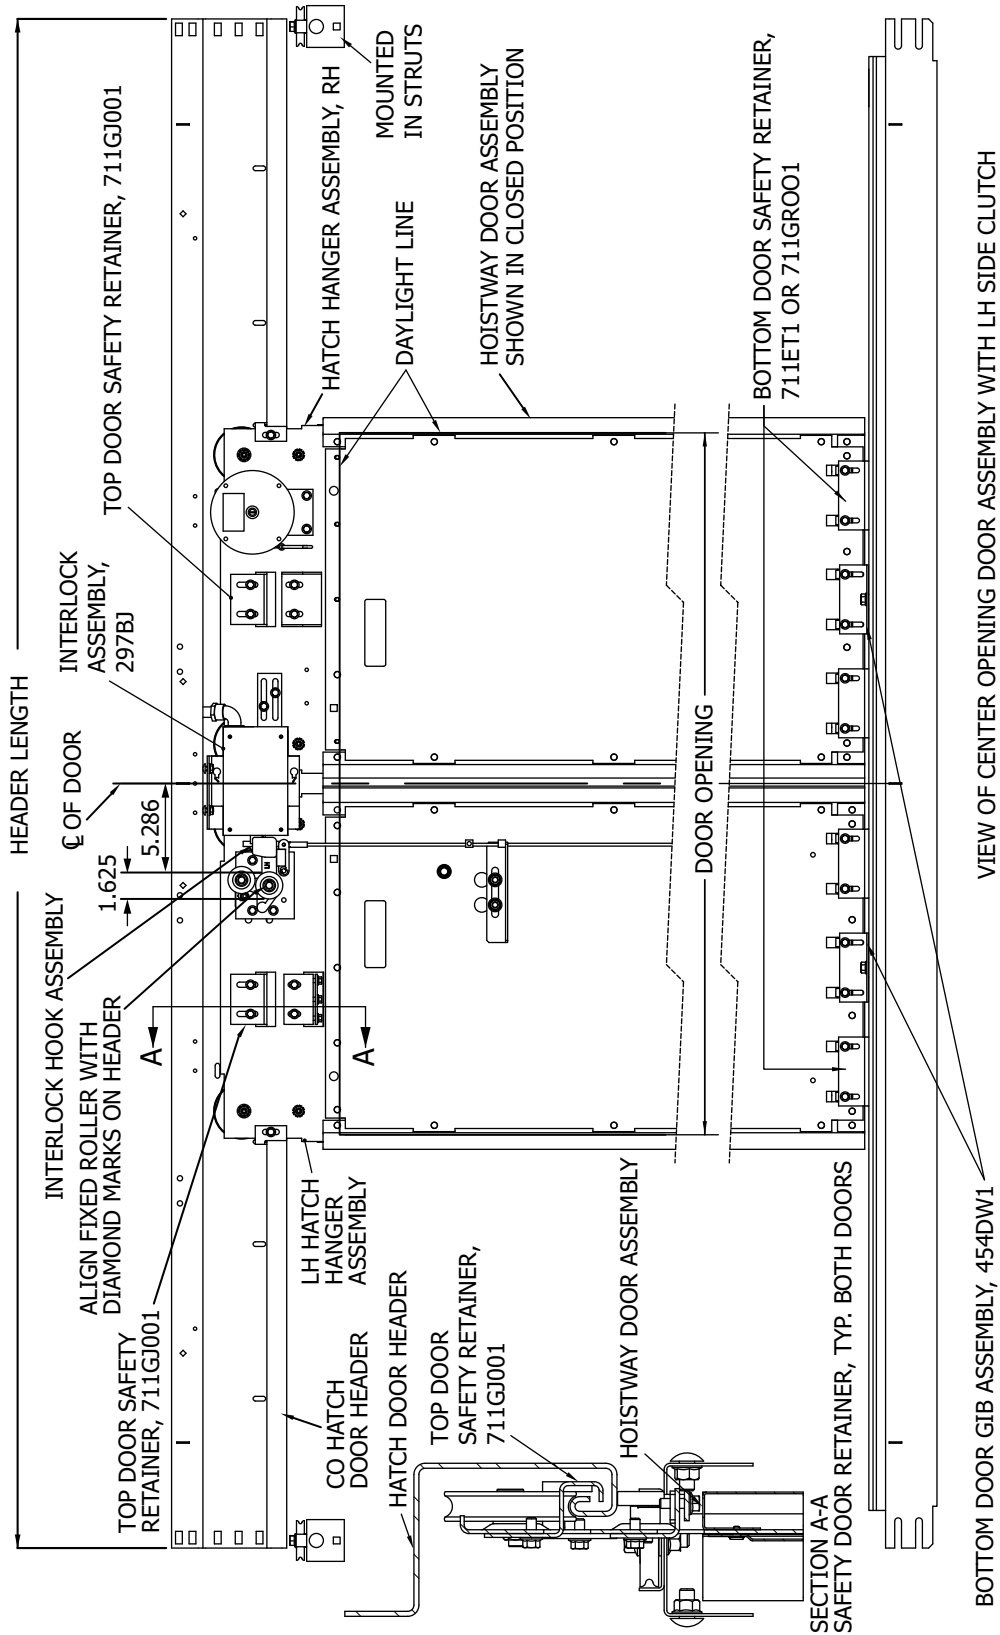 HEADER LENGTH
TOP DOOR SAFETY
RETAINER, 711GJ001
ALIGN FIXED ROLLER WITH
DIAMOND MARKS ON HEADER
INTERLOCK HOOK ASSEMBLY
1.625
5.286
℄ OF DOOR
INTERLOCK
ASSEMBLY,
297BJ
TOP DOOR SAFETY RETAINER, 711GJ001
LH
A
A
CO HATCH
DOOR HEADER
LH HATCH
HANGER
ASSEMBLY
HATCH HANGER ASSEMBLY, RH
MOUNTED
IN STRUTS
DAYLIGHT LINE
HATCH DOOR HEADER
TOP DOOR
SAFETY RETAINER,
711GJ001
HOISTWAY DOOR ASSEMBLY
SHOWN IN CLOSED POSITION
HOISTWAY DOOR ASSEMBLY
DOOR OPENING
BOTTOM DOOR SAFETY RETAINER,
711ET1 OR 711GROO1
SECTION A-A
SAFETY DOOR RETAINER, TYP. BOTH DOORS
BOTTOM DOOR GIB ASSEMBLY, 454DW1
VIEW OF CENTER OPENING DOOR ASSEMBLY WITH LH SIDE CLUTCH